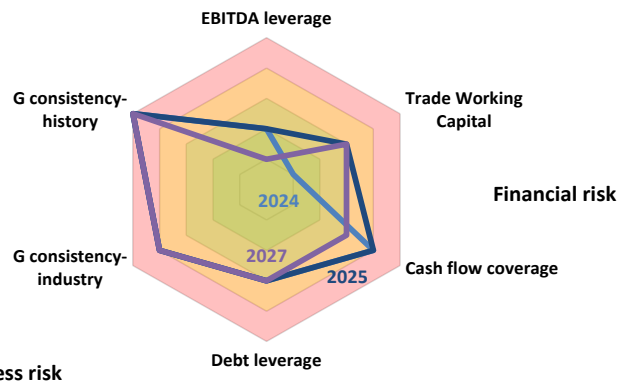 EBITDA leverage
G consistency-
history
Trade Working
Capital
2024
Financial risk
2027
2025
G consistency-
industry
Cash flow coverage
Debt leverage
ess risk